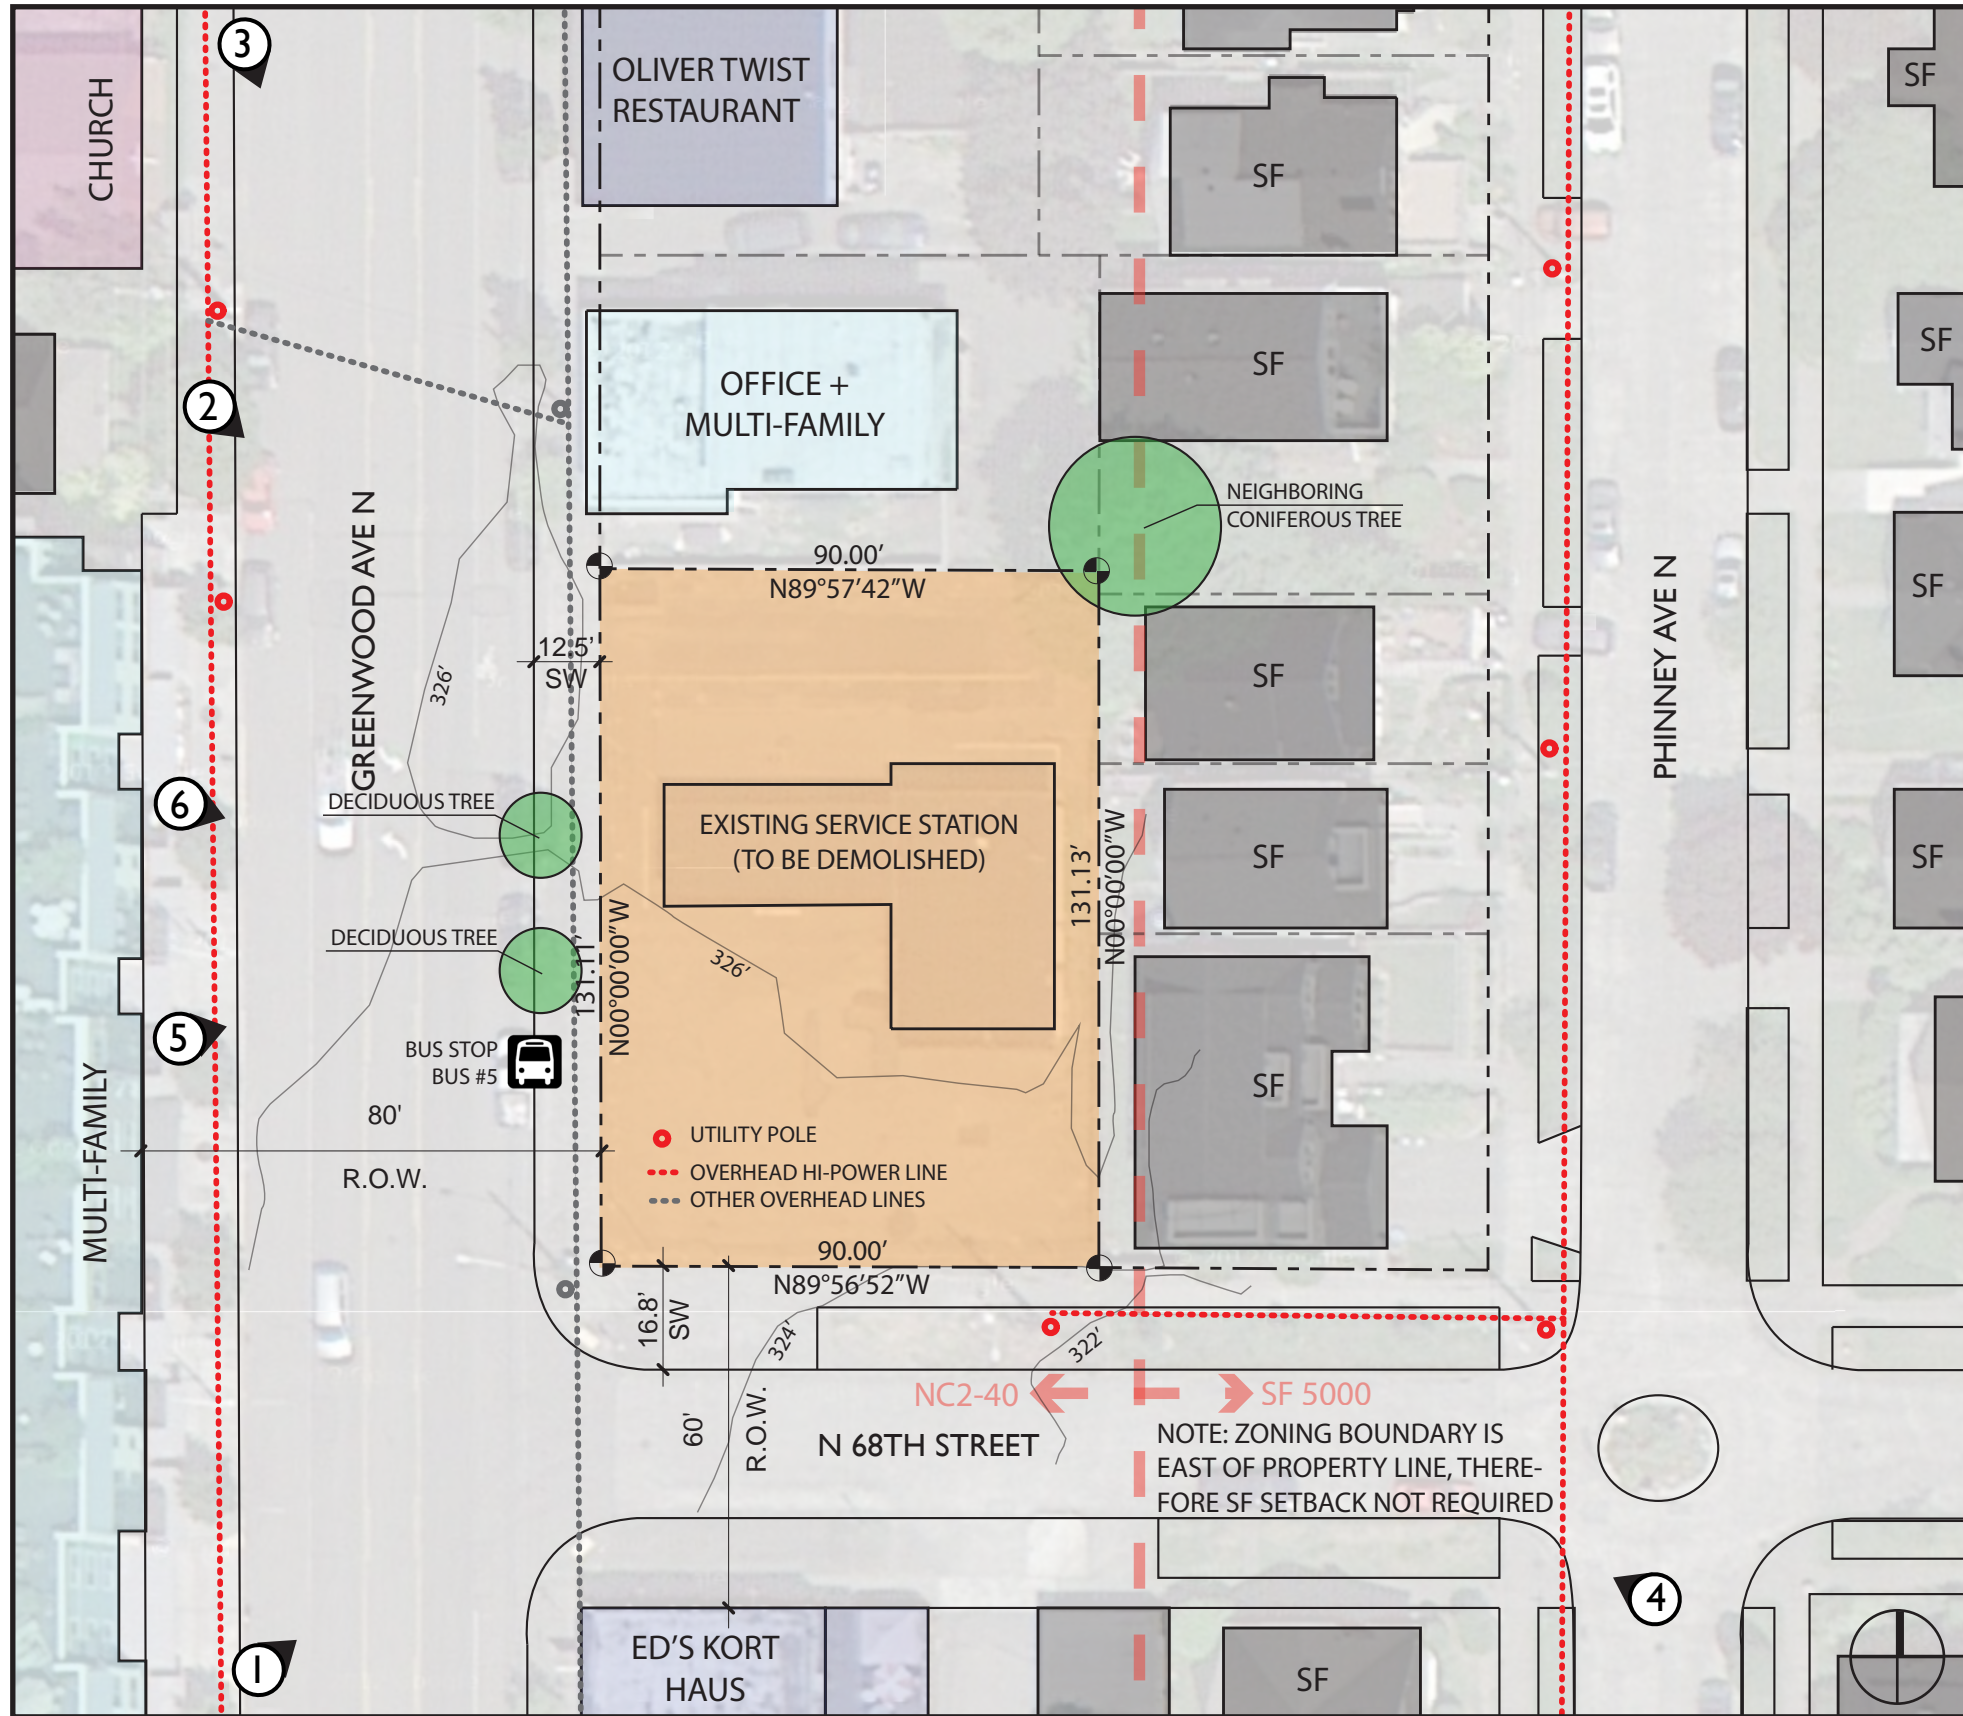 3
CHURCH
OLIVER TWIST
RESTAURANT
SF
SF
SF
SF
2
OFFICE +
MULTI-FAMILY
NEIGHBORING
CONIFEROUS TREE
GREENWOOD AVE N
90.00'
N89°57'42"W
12.5'
SW
326'
SF
SF
PHINNEY AVE N
6
DECIDUOUS TREE
EXISTING SERVICE STATION
(TO BE DEMOLISHED)
131.13'
N00°00'00"W
SF
SF
DECIDUOUS TREE
131.11'
N00°00'00"W
326'
5
BUS STOP
BUS #5
SF
MULTI-FAMILY
80'
R.O.W.
UTILITY POLE
OVERHEAD HI-POWER LINE
OTHER OVERHEAD LINES
90.00'
N89°56'52"W
16.8'
SW
324'
322'
NC2-40
SF 5000
60'
R.O.W.
N 68TH STREET
NOTE: ZONING BOUNDARY IS
EAST OF PROPERTY LINE, THERE-
FORE SF SETBACK NOT REQUIRED
4
1
ED'S KORT
HAUS
SF